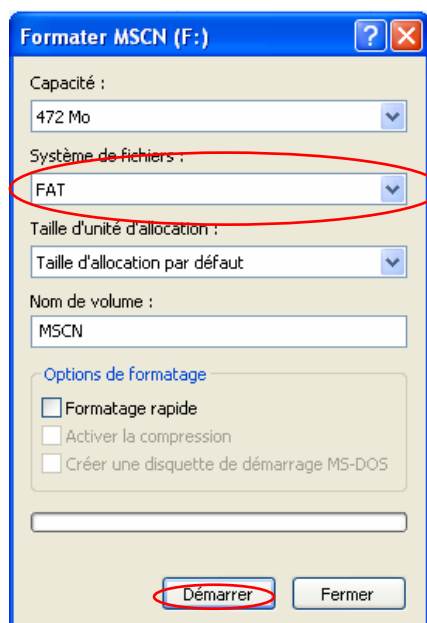 Formater MSCN (F:)
Capacité :
472 Mo
Système de fichiers :
FAT
Taille d'unité d'allocation :
Taille d'allocation par défaut
Nom de volume :
MSCN
Options de formatage
Formatage rapide
Activer la compression
Créer une disquette de démarrage MS-DOS
Démarrer
Fermer